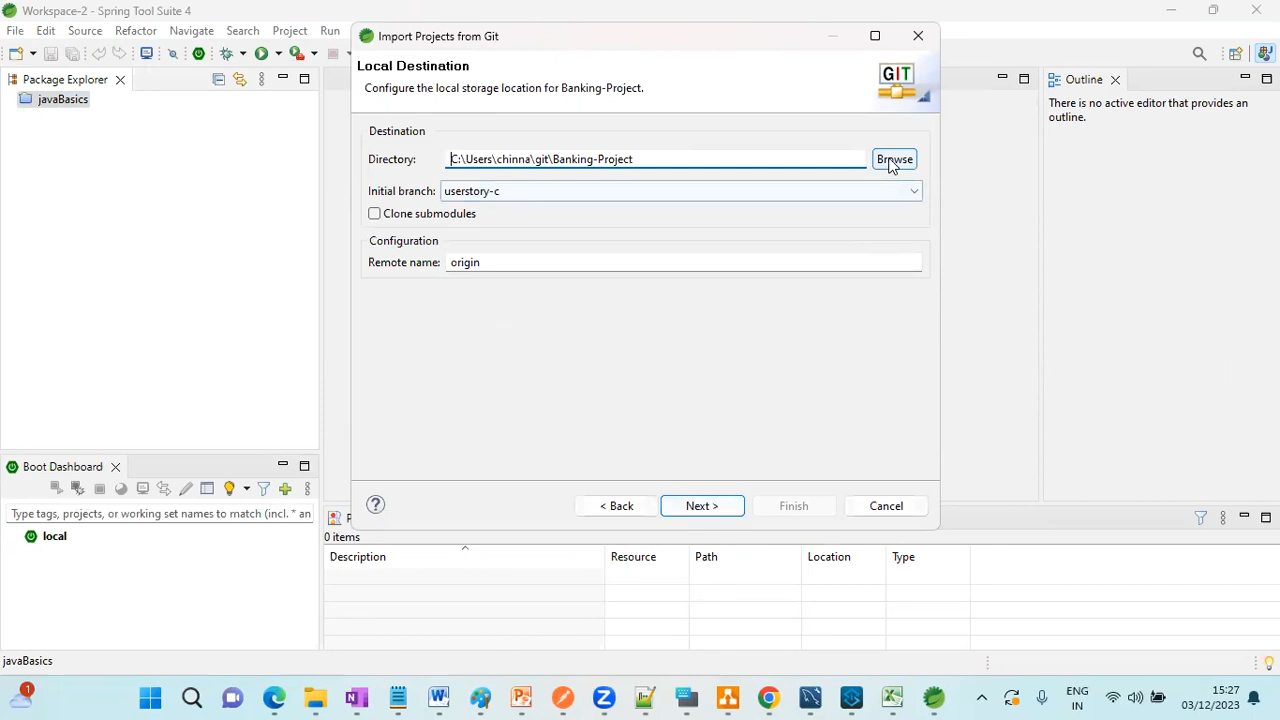 Workspace-2 - Spring Tool Suite 4
File Edit Source Refactor Navigate Search Project Run
Import Projects from Git
Local Destination
Configure the local storage location for Banking-Project.
GIT
Package Explorer
javaBasics
Outline
There is no active editor that provides an
outline.
Destination
Directory: C:\Users\chinna\git\Banking-Project Browse
Initial branch: userstory-c
Clone submodules
Configuration
Remote name: origin
? < Back Next > Finish Cancel
Boot Dashboard
Type tags, projects, or working set names to match (incl. * an
local
0 items
Description Resource Path Location Type
javaBasics
1
ENG
IN
15:27
03/12/2023